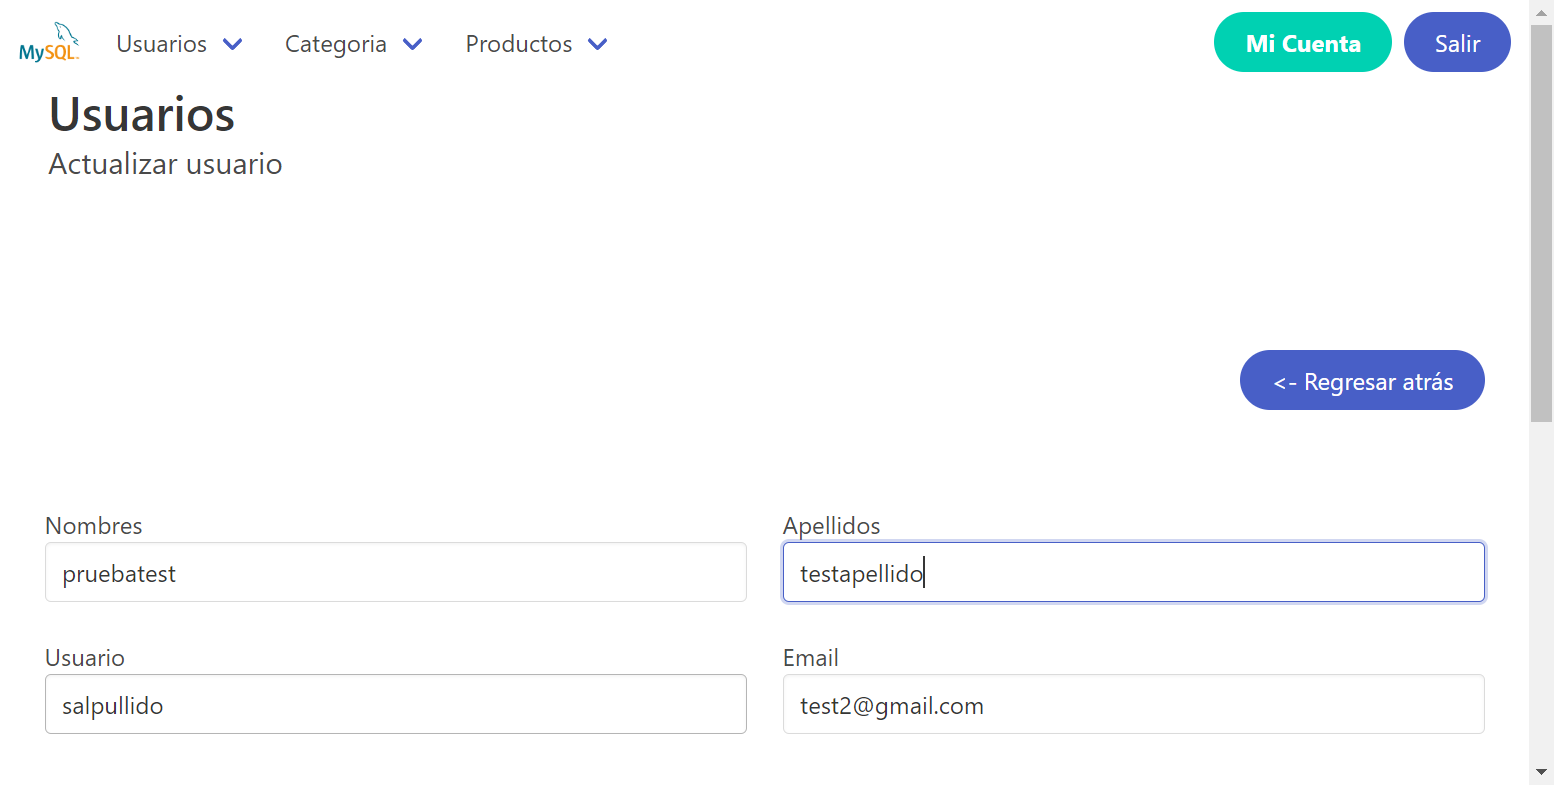 MySQL. Usuarios Categoria Productos Mi Cuenta Salir
Usuarios
Actualizar usuario
<- Regresar atrás
Nombres Apellidos
pruebatest testapellido
Usuario Email
salpullido test2@gmail.com